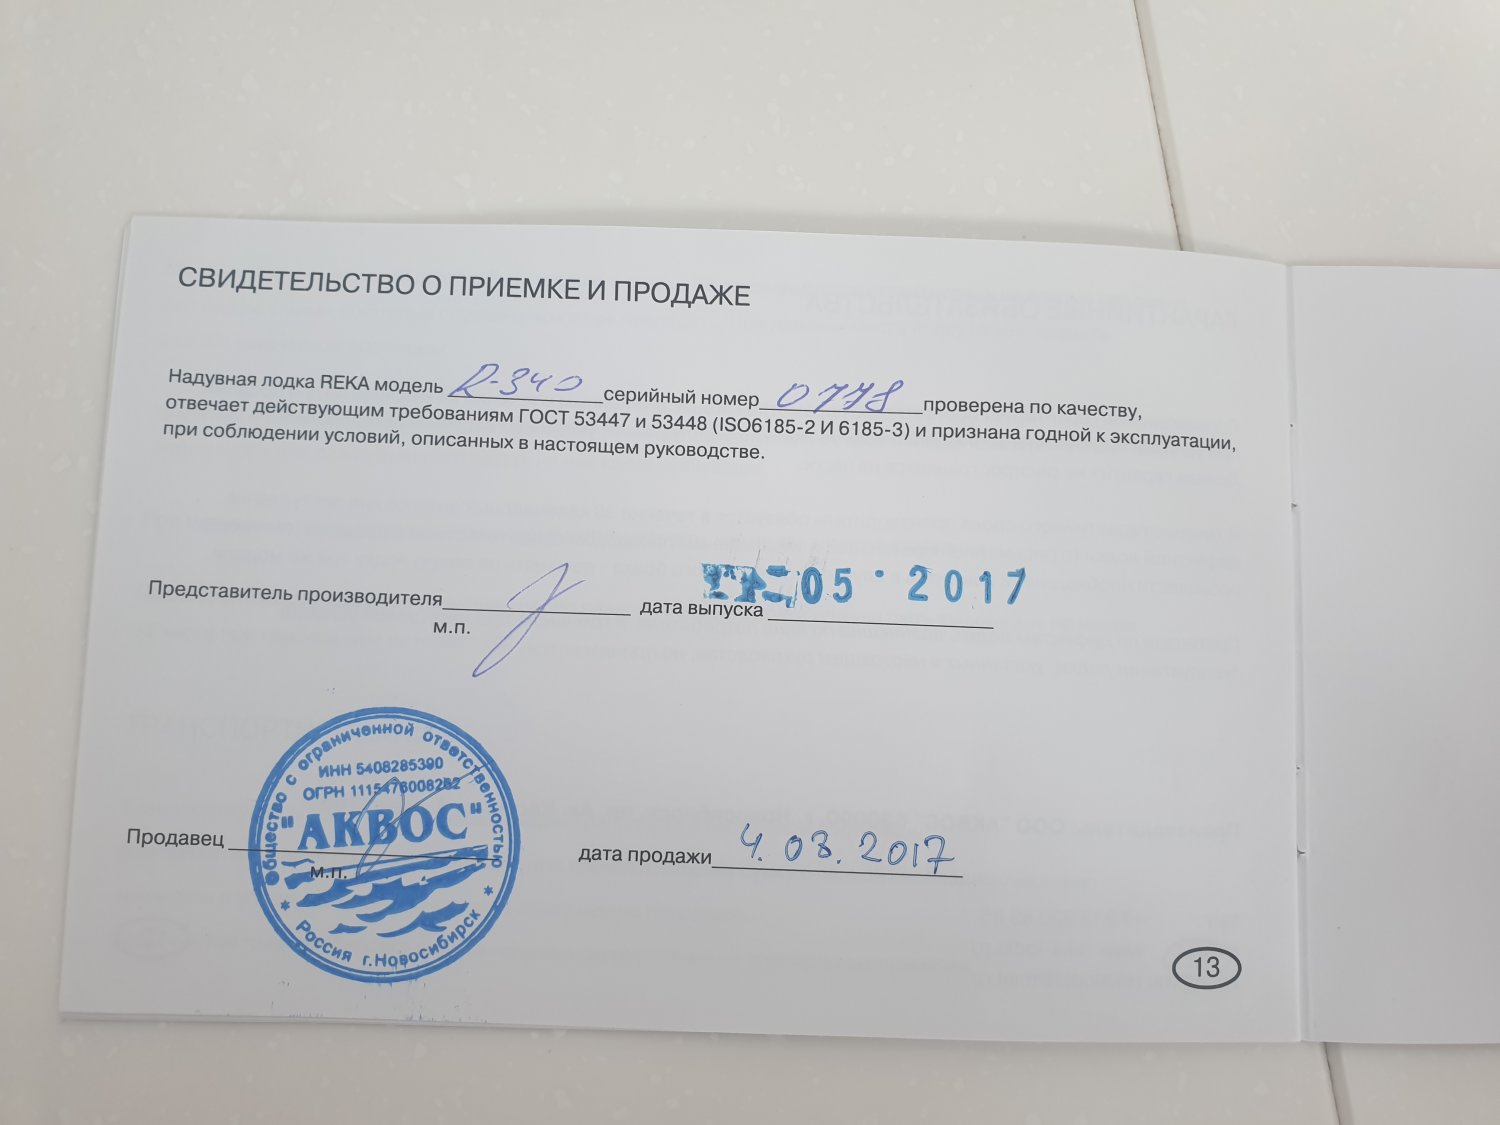 СВИДЕТЕЛЬСТВО О ПРИЕМКЕ И ПРОДАЖЕ
Надувная лодка REKA модель R-340 серийный номер 0778 проверена по качеству,
отвечает действующим требованиям ГОСТ 53447 и 53448 (ISO6185-2 И 6185-3) и признана годной к эксплуатации,
при соблюдении условий, описанных в настоящем руководстве.
Представитель производителя дата выпуска 05 2017
м.п.
Общество с ограниченной ответственностью
ИНН 5408285390
ОГРН 1115476008262
"АКВОС"
Продавец дата продажи 4.08.2017
м.п.
* Россия г.Новосибирск *
13